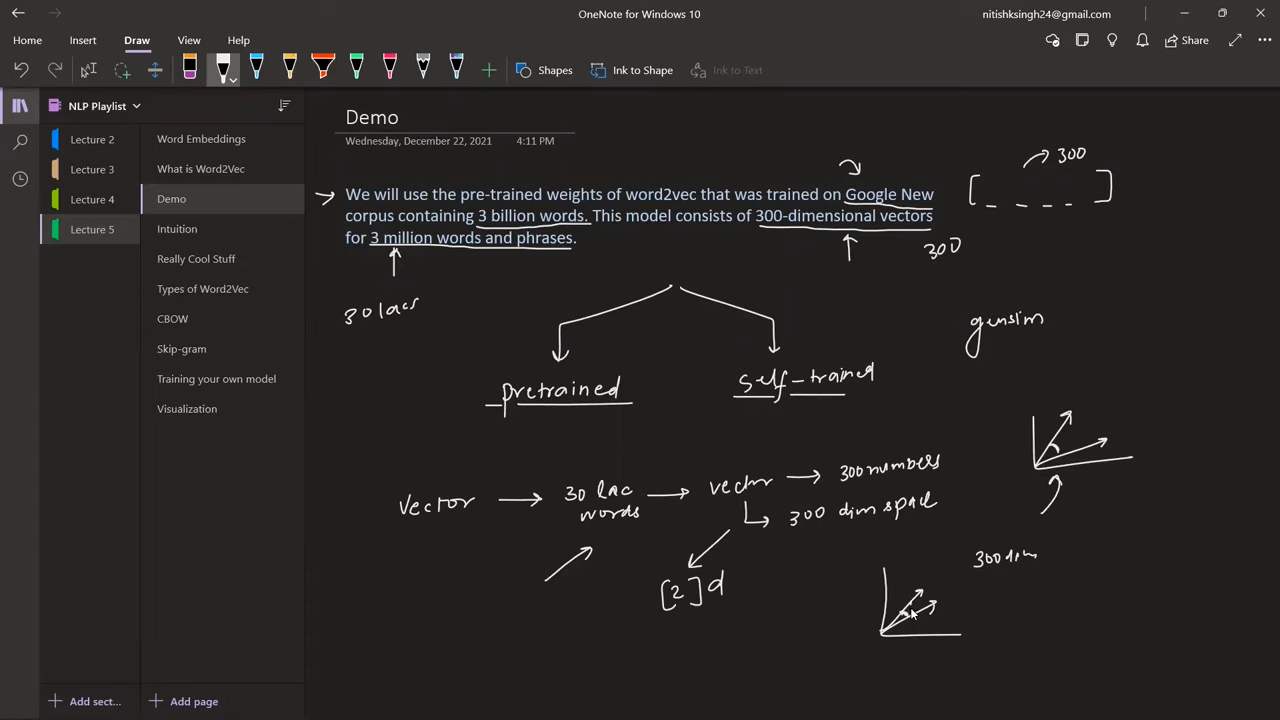 OneNote for Windows 10
nitishksingh24@gmail.com
Home Insert Draw View Help
Share
Shapes Ink to Shape Ink to Text
NLP Playlist
Lecture 2
Lecture 3
Lecture 4
Lecture 5
Word Embeddings
What is Word2Vec
Demo
Intuition
Really Cool Stuff
Types of Word2Vec
CBOW
Skip-gram
Training your own model
Visualization
Add sect...
Add page
Demo
Wednesday, December 22, 2021 4:11 PM
We will use the pre-trained weights of word2vec that was trained on Google New
corpus containing 3 billion words. This model consists of 300-dimensional vectors
for 3 million words and phrases.
300
300
30 lacs
gensim
pretrained
self-trained
vector
30 lac
words
vector
300 numbers
300 dim space
[2]d
300 dim